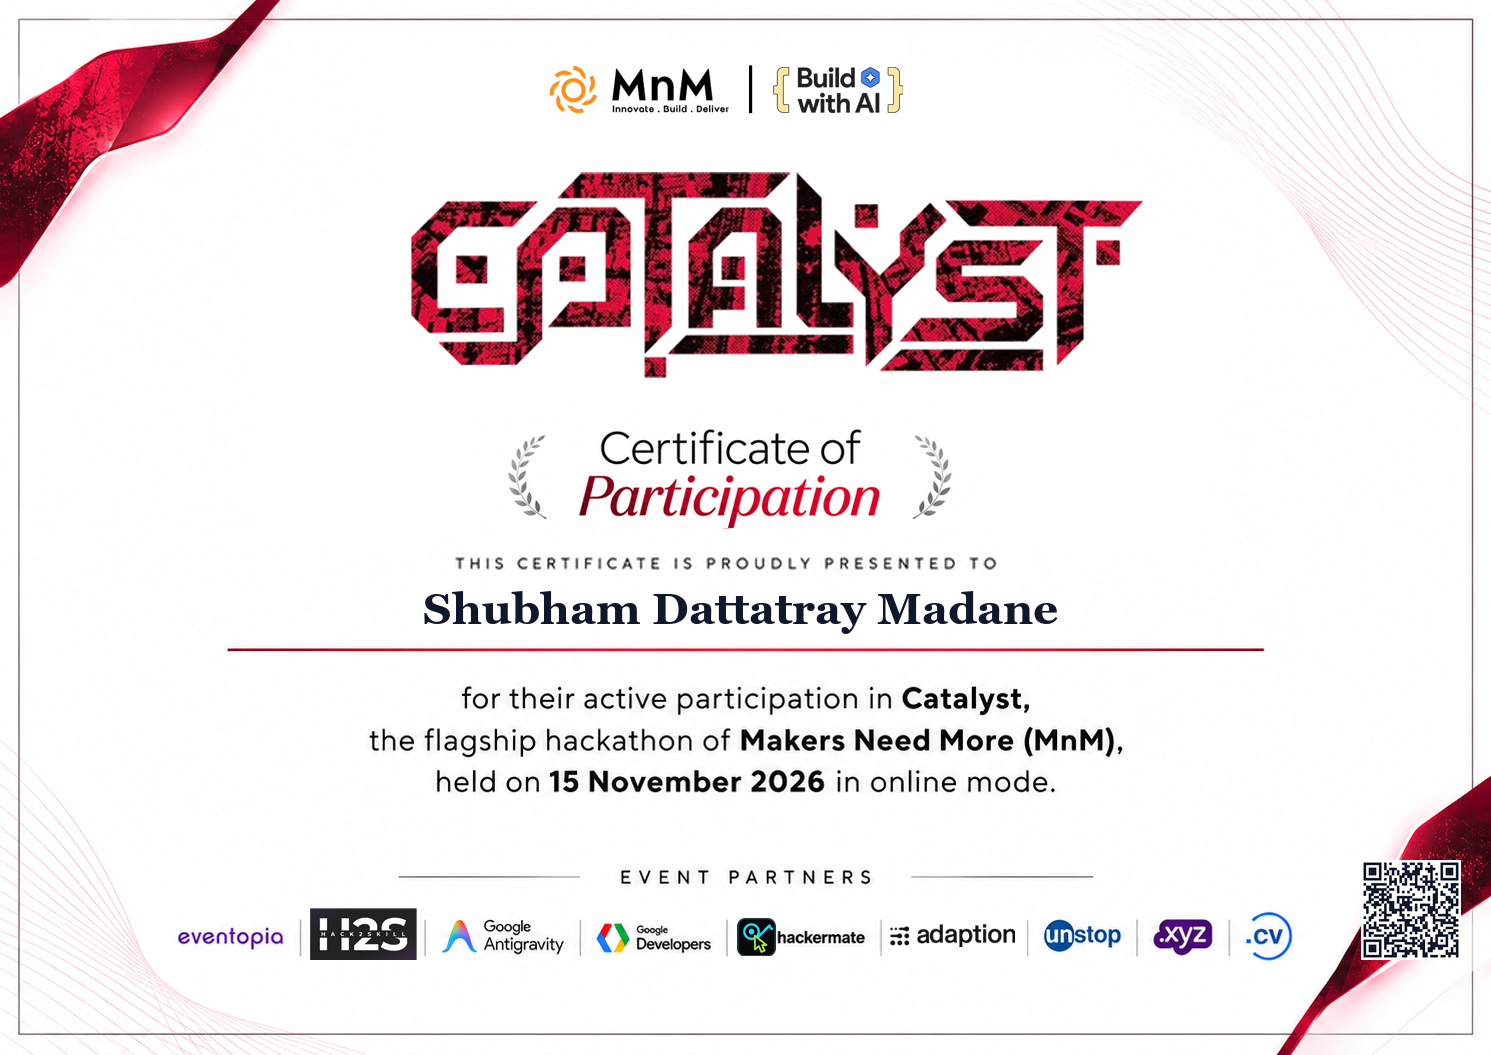 MnM
Innovate . Build . Deliver
Build
with AI
CATALYST
Certificate of
Participation
THIS CERTIFICATE IS PROUDLY PRESENTED TO
Shubham Dattatray Madane
for their active participation in Catalyst,
the flagship hackathon of Makers Need More (MnM),
held on 15 November 2026 in online mode.
EVENT PARTNERS
eventopia
H2S
HACK2SKILL
Google
Antigravity
Google
Developers
hackermate
adaption
unstop
.xyz
.cv